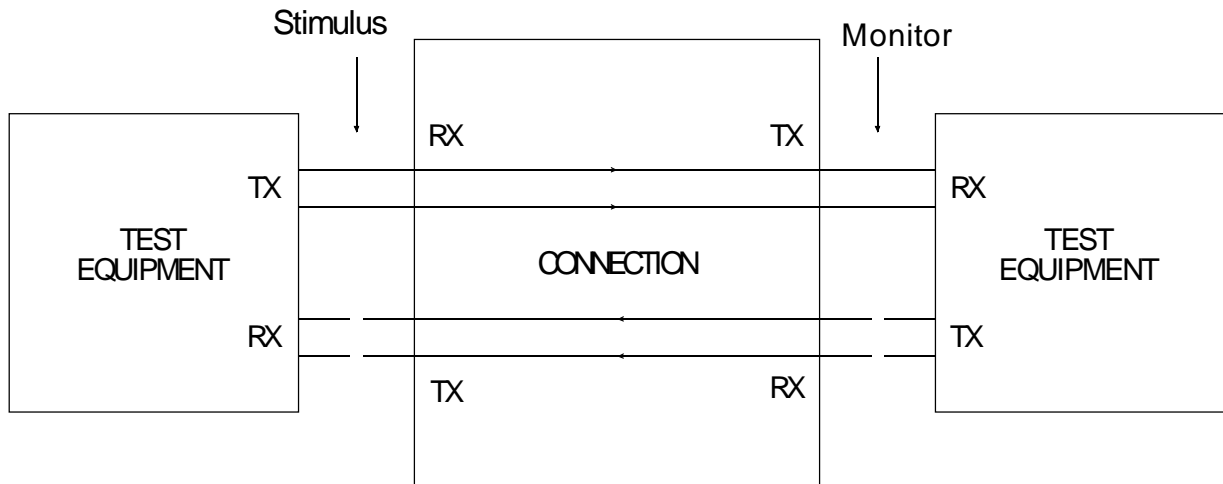 Stimulus
Monitor
RX
TX
TX
RX
TEST
EQUIPMENT
CONNECTION
TEST
EQUIPMENT
RX
TX
TX
RX